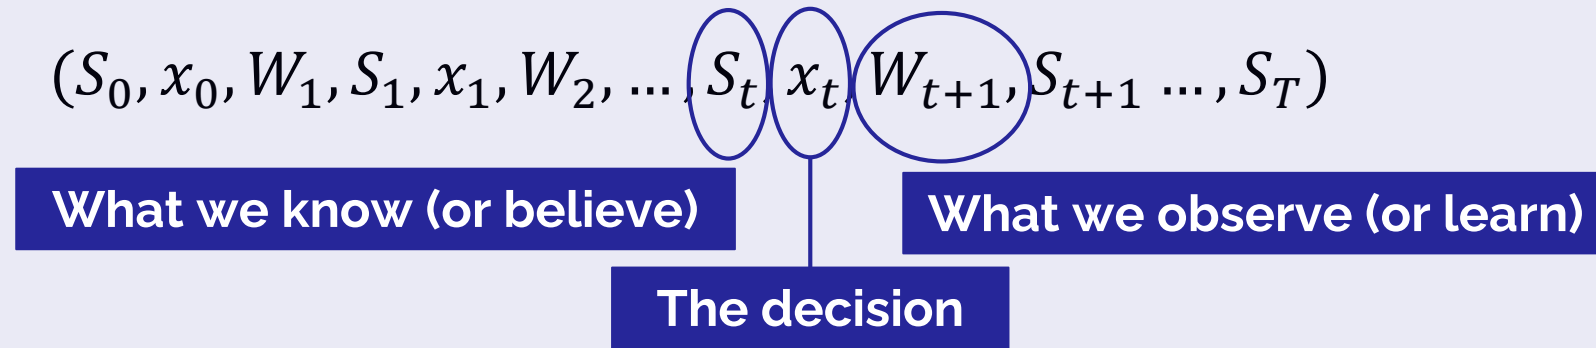 (S₀, x₀, W₁, S₁, x₁, W₂, … , Sₜ, xₜ, Wₜ₊₁, Sₜ₊₁ … , S_T)
What we know (or believe)
What we observe (or learn)
The decision